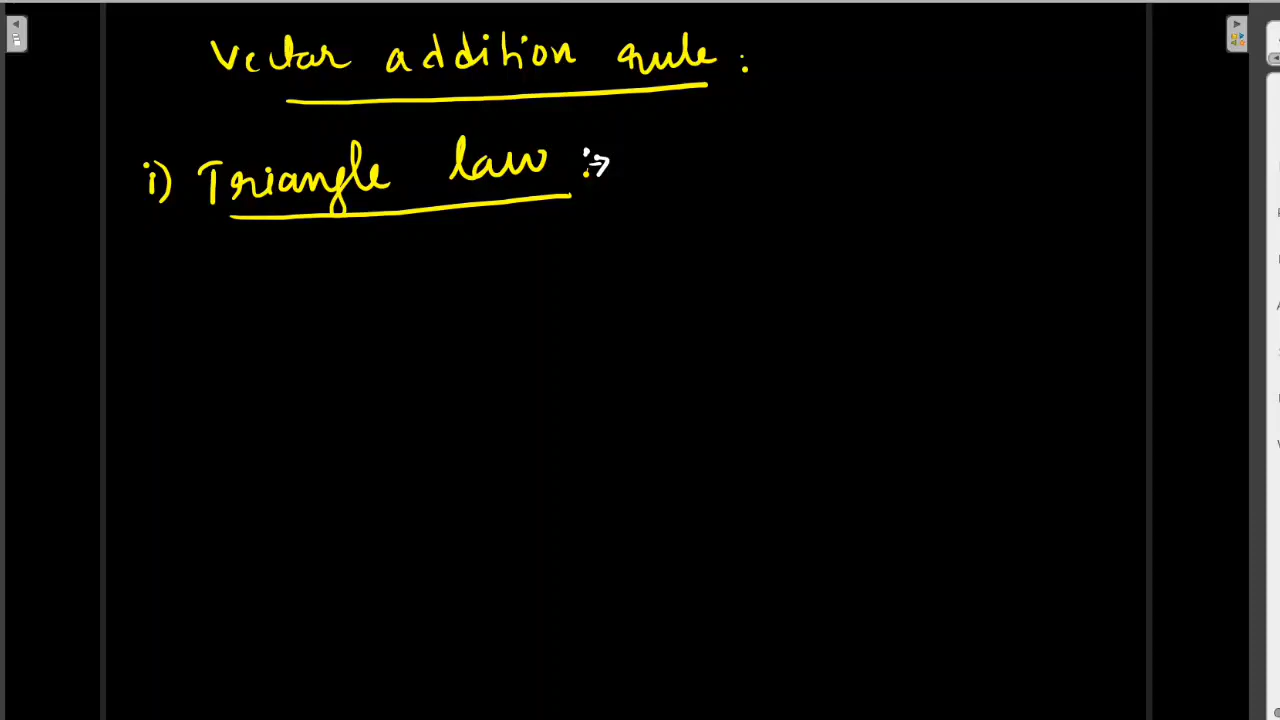 Vector addition rule :
i) Triangle law :→